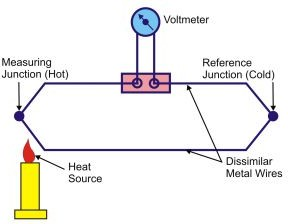 Voltmeter
Measuring
Junction (Hot)
Reference
Junction (Cold)
Heat
Source
Dissimilar
Metal Wires